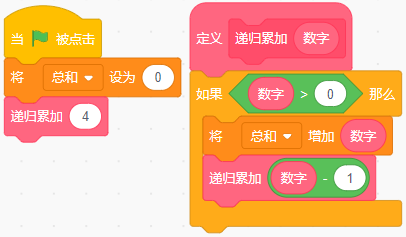 当 被点击
将 总和 设为 0
递归累加 4
定义 递归累加 数字
如果 数字 > 0 那么
将 总和 增加 数字
递归累加 数字 - 1